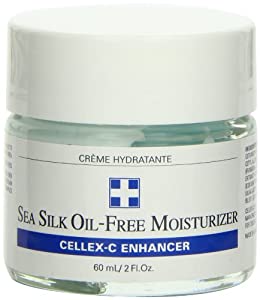 CRÈME HYDRATANTE
SEA SILK OIL-FREE MOISTURIZER
CELLEX-C ENHANCER
60 mL/2 Fl.Oz.